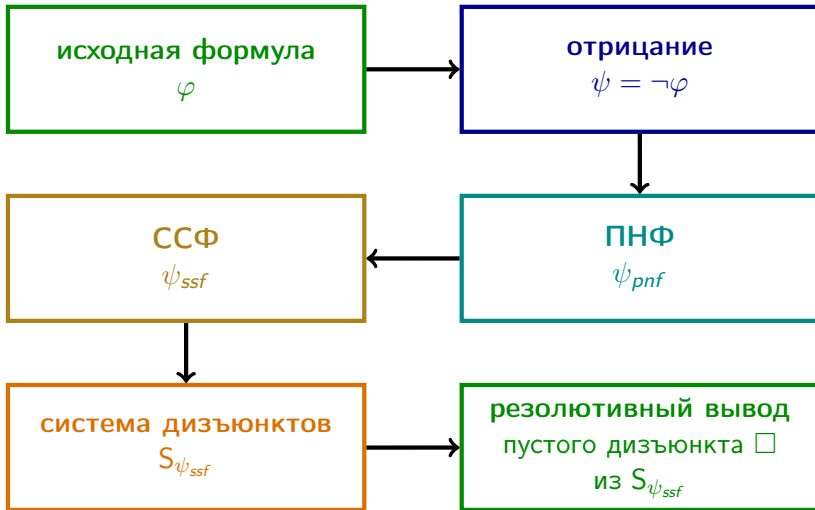 исходная формула
φ
отрицание
ψ = ¬φ
ССФ
ψ_ssf
ПНФ
ψ_pnf
система дизъюнктов
S_ψ_ssf
резолютивный вывод
пустого дизъюнкта □
из S_ψ_ssf